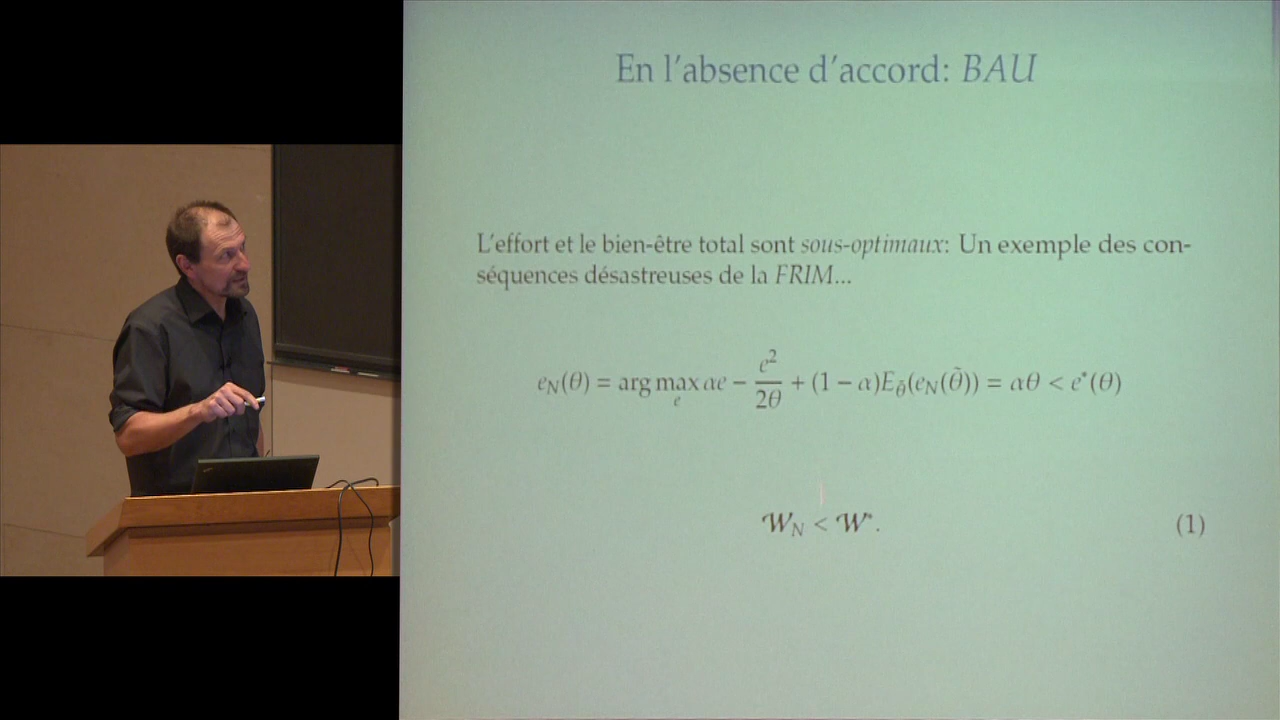 En l'absence d'accord: BAU
L'effort et le bien-être total sont sous-optimaux: Un exemple des con-
séquences désastreuses de la FRIM...
e_N(θ) = arg max_e αe − e²/2θ + (1 − α)E_θ̃(e_N(θ̃)) = αθ < e*(θ)
𝒲_N < 𝒲*. (1)